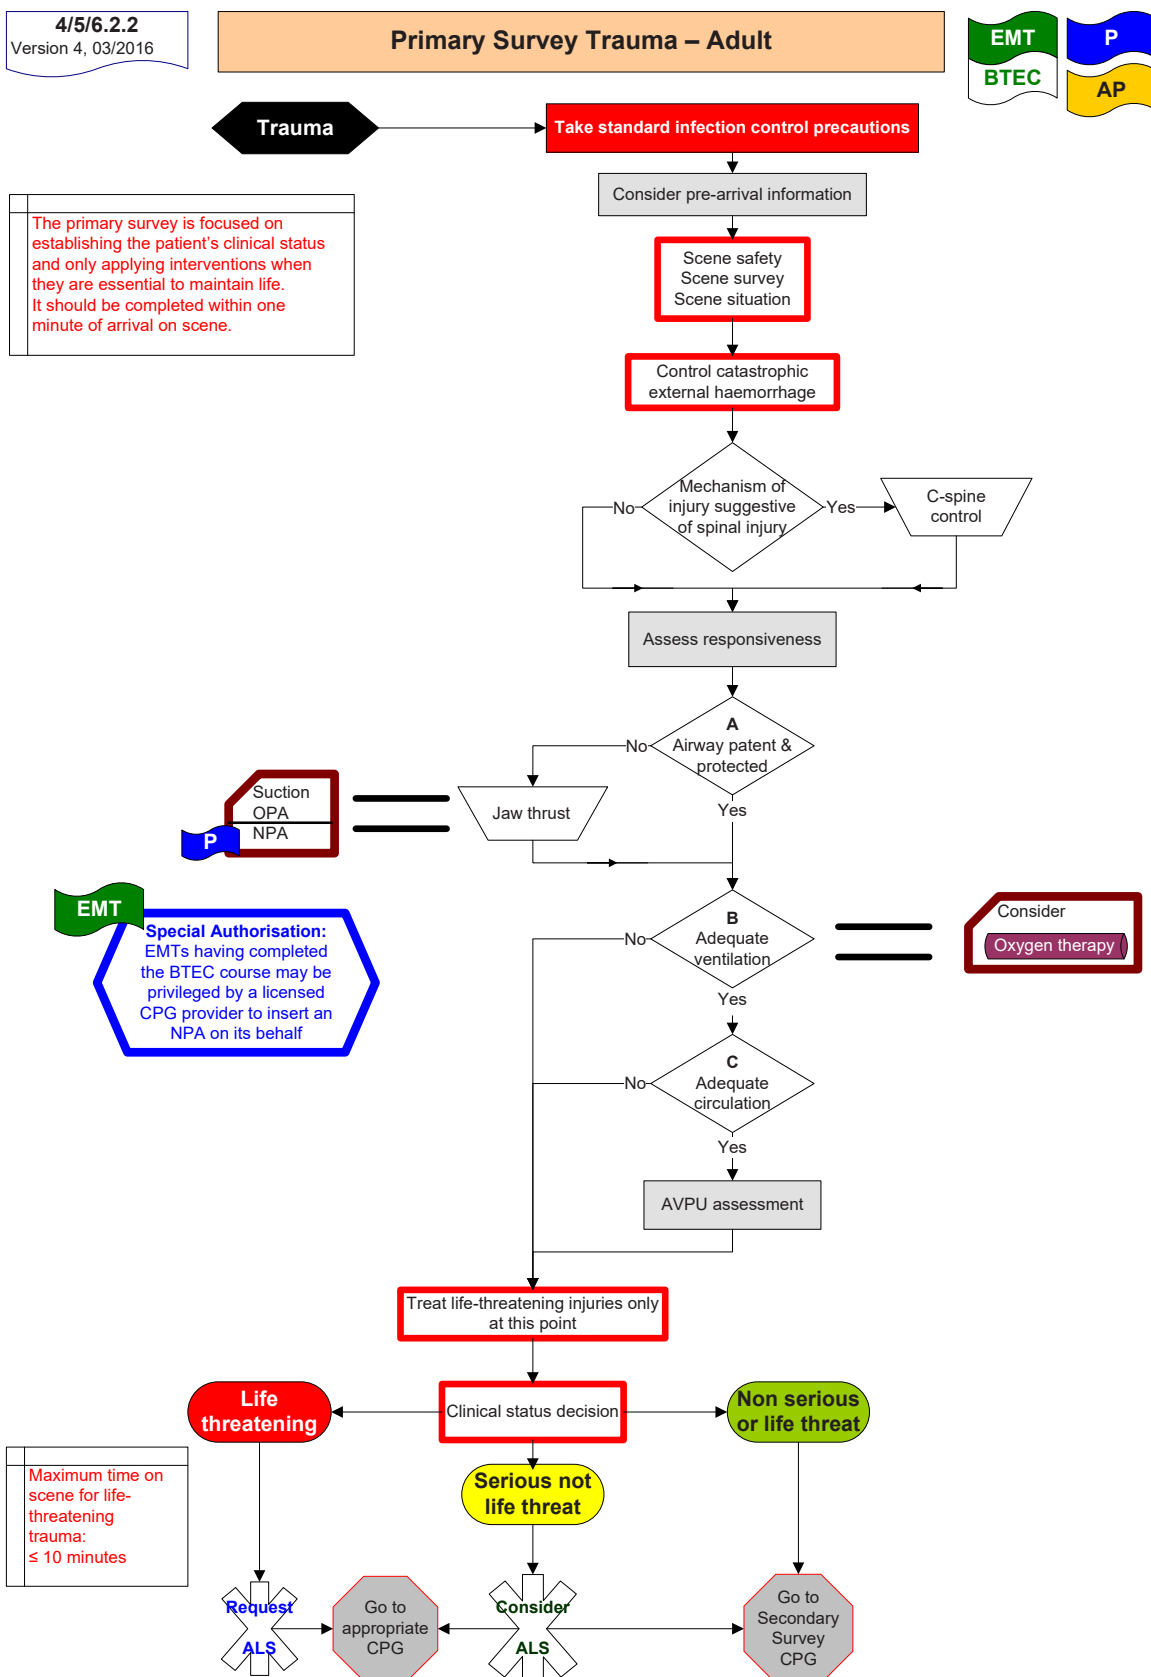 4/5/6.2.2
Version 4, 03/2016
Primary Survey Trauma – Adult
EMT
P
BTEC
AP
Trauma
Take standard infection control precautions
Consider pre-arrival information
The primary survey is focused on
establishing the patient’s clinical status
and only applying interventions when
they are essential to maintain life.
It should be completed within one
minute of arrival on scene.
Scene safety
Scene survey
Scene situation
Control catastrophic
external haemorrhage
Mechanism of
injury suggestive
of spinal injury
No
Yes
C-spine
control
Assess responsiveness
A
Airway patent &
protected
No
Yes
Suction
OPA
NPA
P
Jaw thrust
EMT
Special Authorisation:
EMTs having completed
the BTEC course may be
privileged by a licensed
CPG provider to insert an
NPA on its behalf
B
Adequate
ventilation
No
Yes
Consider
Oxygen therapy
C
Adequate
circulation
No
Yes
AVPU assessment
Treat life-threatening injuries only
at this point
Life
threatening
Clinical status decision
Non serious
or life threat
Serious not
life threat
Maximum time on
scene for life-
threatening
trauma:
≤ 10 minutes
Request
ALS
Go to
appropriate
CPG
Consider
ALS
Go to
Secondary
Survey
CPG